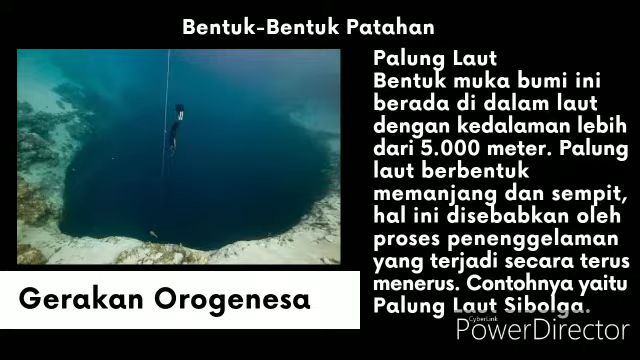 Bentuk-Bentuk Patahan
Palung Laut
Bentuk muka bumi ini
berada di dalam laut
dengan kedalaman lebih
dari 5.000 meter. Palung
laut berbentuk
memanjang dan sempit,
hal ini disebabkan oleh
proses penenggelaman
yang terjadi secara terus
menerus. Contohnya yaitu
Palung Laut Sibolga.
Gerakan Orogenesa
CyberLink
PowerDirector